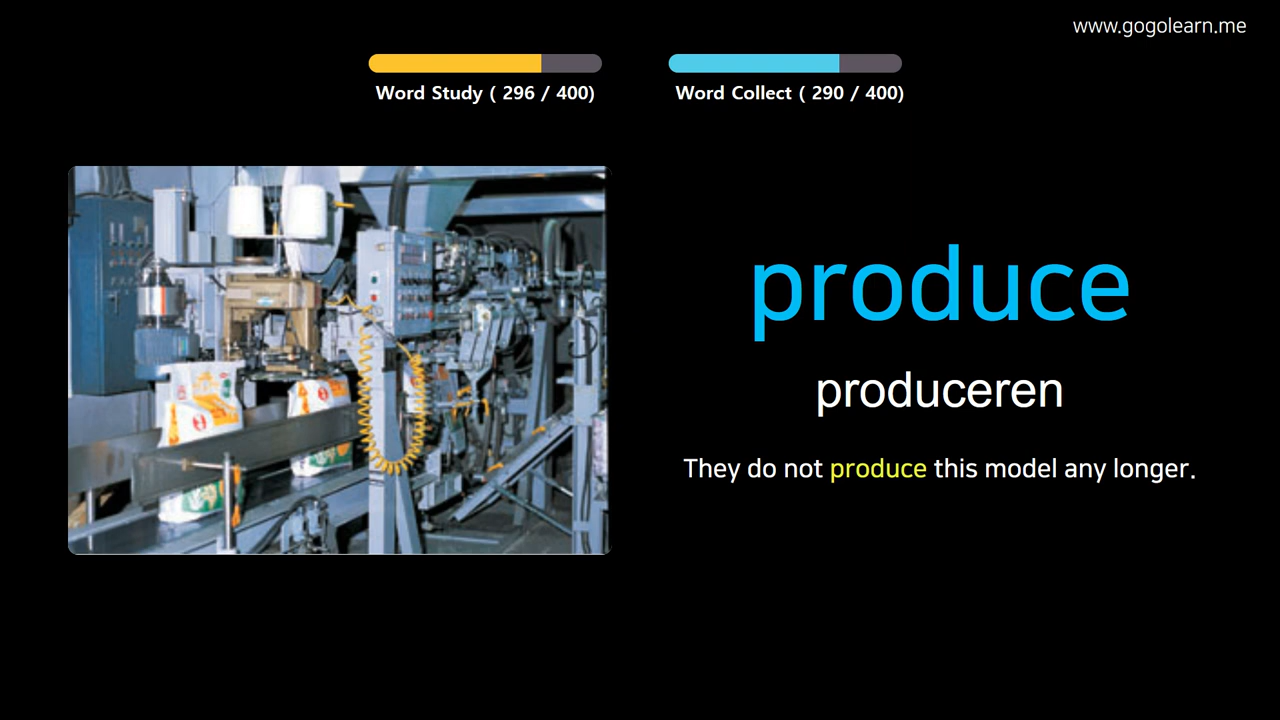 www.gogolearn.me
Word Study ( 296 / 400)
Word Collect ( 290 / 400)
produce
produceren
They do not produce this model any longer.